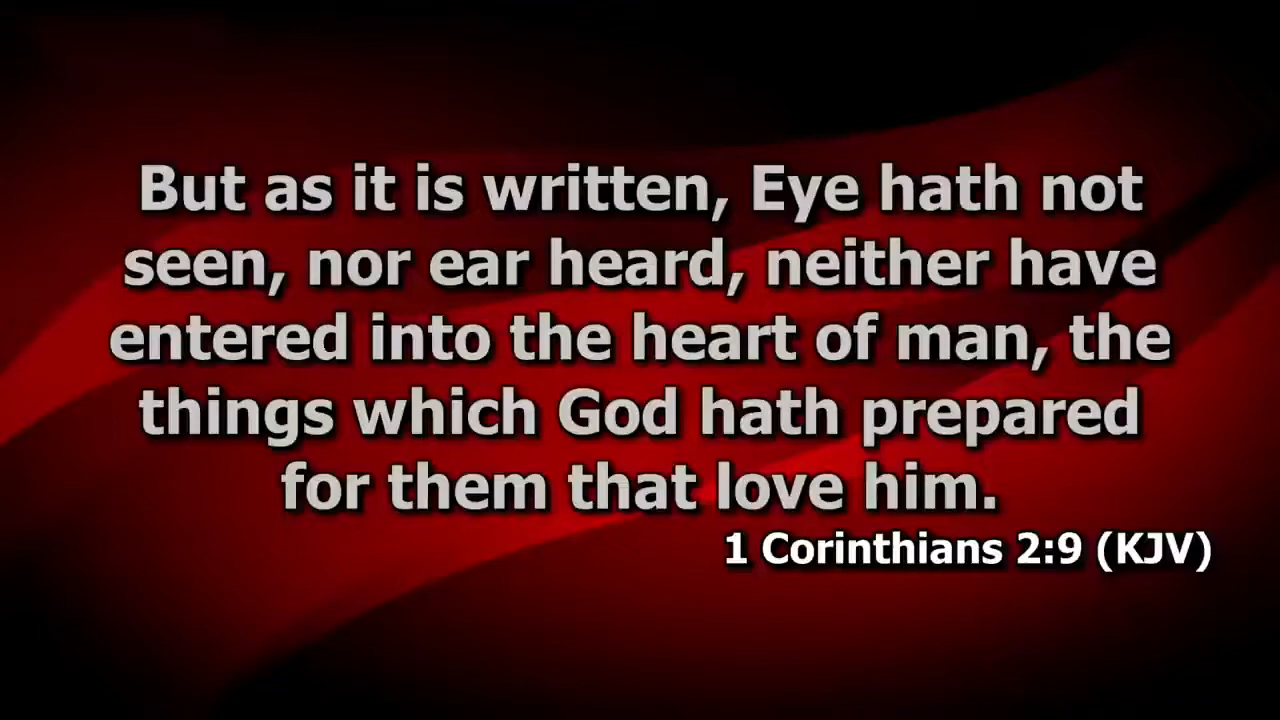 But as it is written, Eye hath not
seen, nor ear heard, neither have
entered into the heart of man, the
things which God hath prepared
for them that love him.
1 Corinthians 2:9 (KJV)